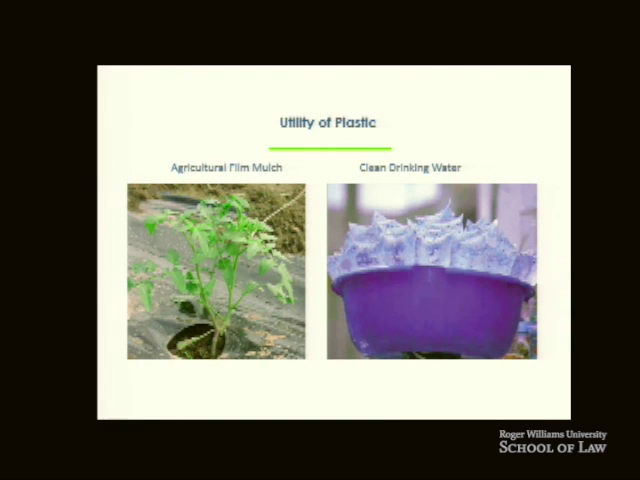 Utility of Plastic
Agricultural Film Mulch
Clean Drinking Water
Roger Williams University
SCHOOL OF LAW